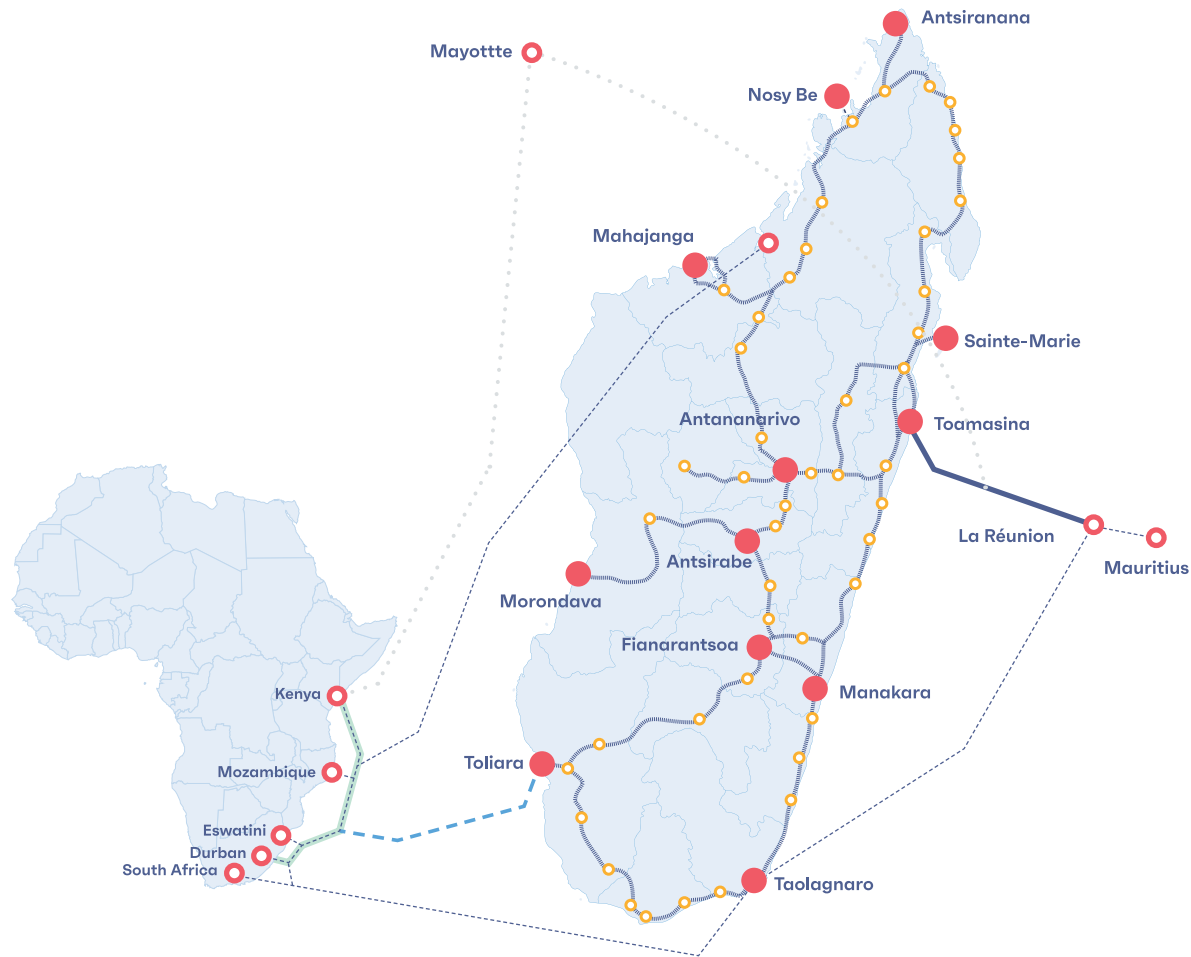 Antsiranana
Mayottte
Nosy Be
Mahajanga
Sainte-Marie
Antananarivo
Toamasina
La Réunion
Mauritius
Antsirabe
Morondava
Fianarantsoa
Kenya
Manakara
Toliara
Mozambique
Eswatini
Durban
South Africa
Taolagnaro